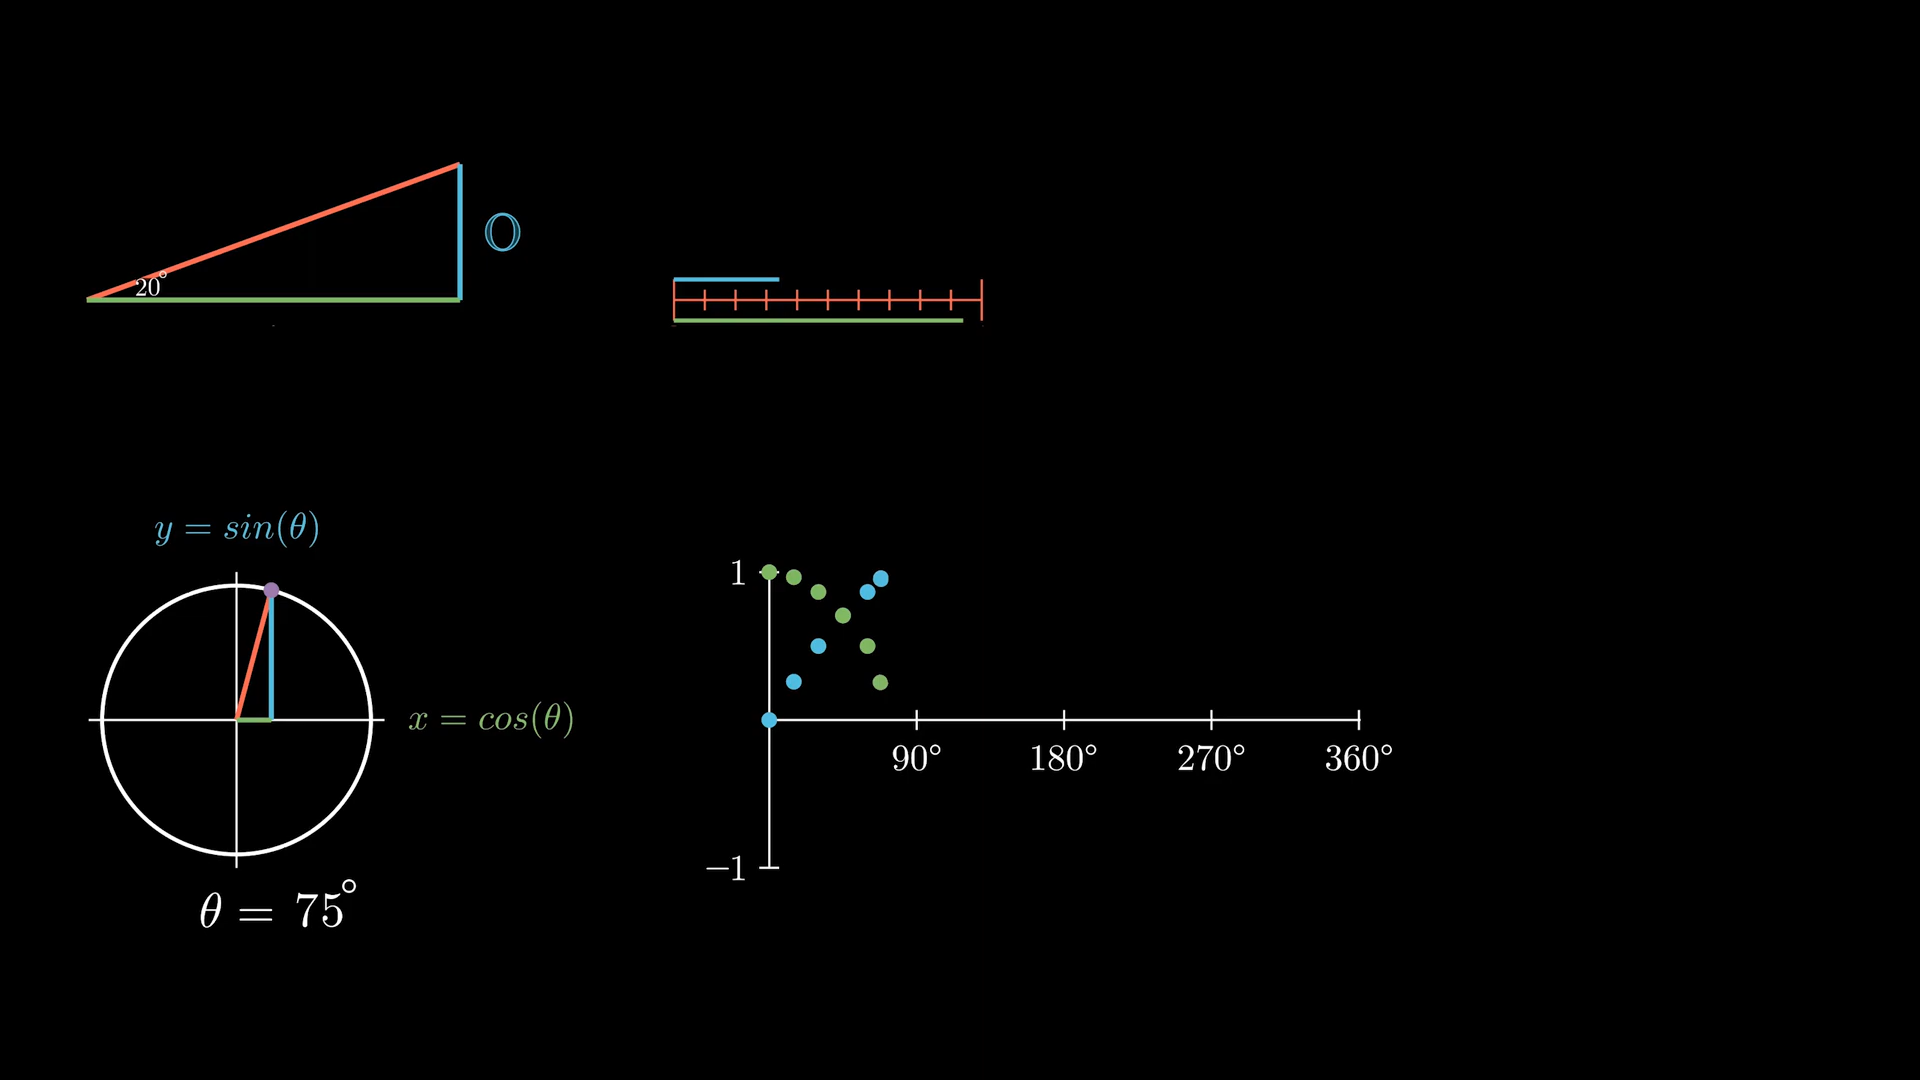 O
20°
y = sin(θ)
1
x = cos(θ)
90° 180° 270° 360°
−1
θ = 75°